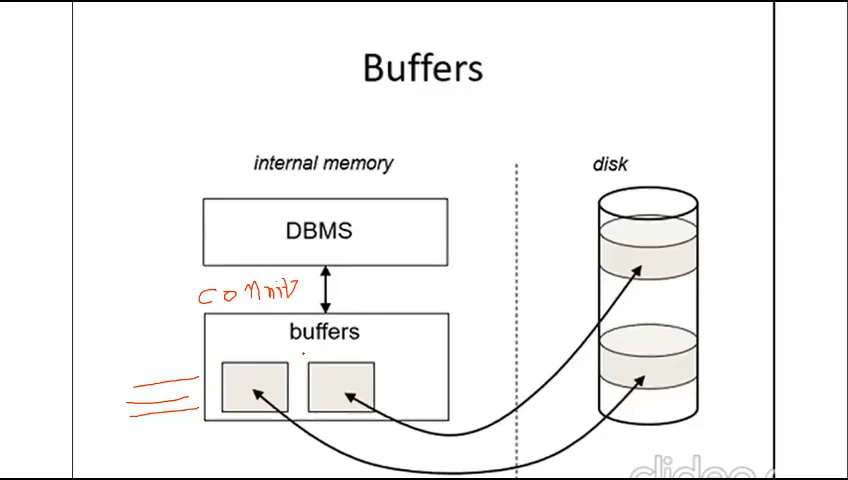 Buffers
internal memory
disk
DBMS
commit
buffers